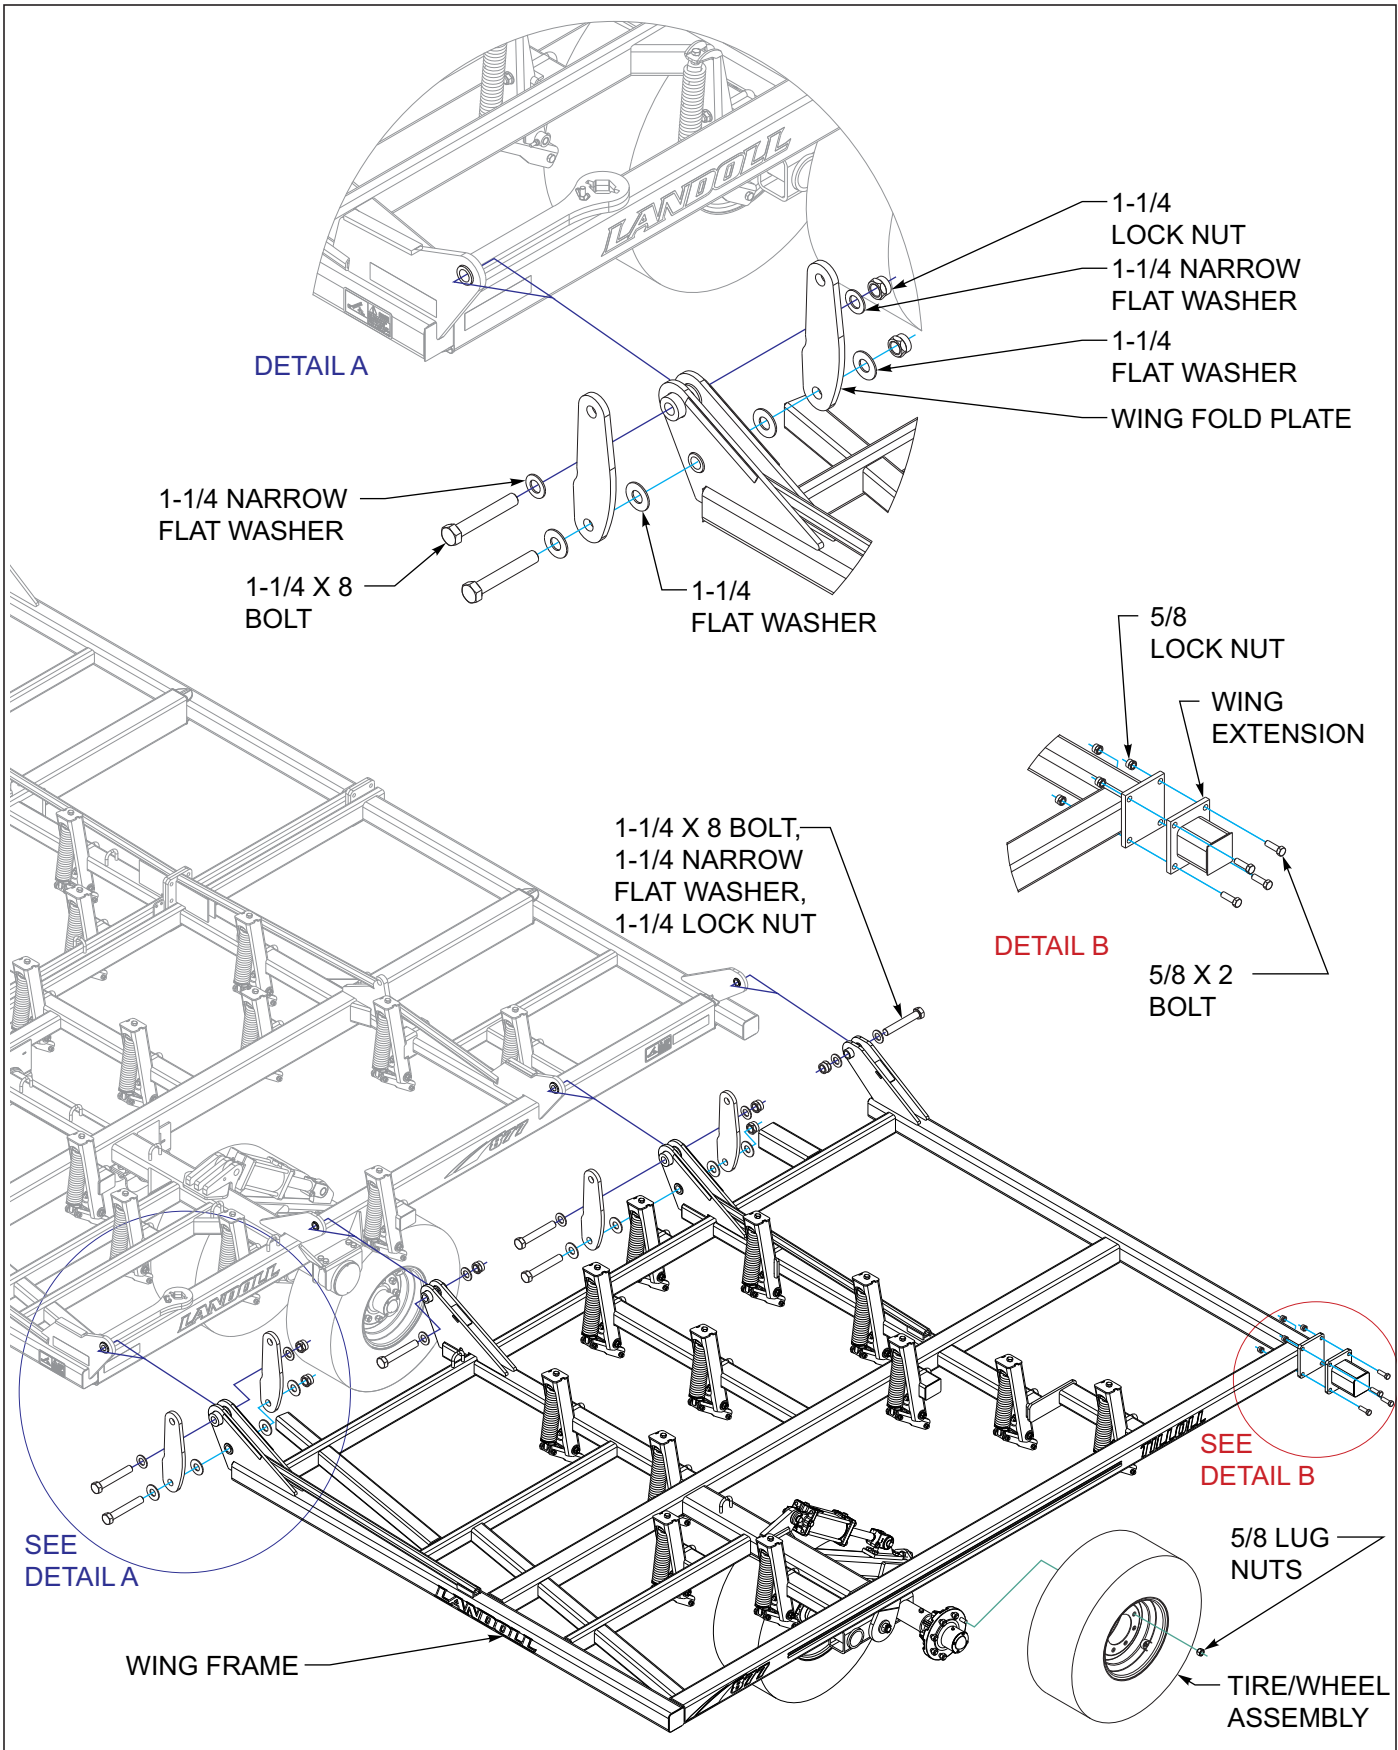 LANDOLL
1-1/4
LOCK NUT
1-1/4 NARROW
FLAT WASHER
1-1/4
FLAT WASHER
WING FOLD PLATE
DETAIL A
1-1/4 NARROW
FLAT WASHER
1-1/4 X 8
BOLT
1-1/4
FLAT WASHER
5/8
LOCK NUT
WING
EXTENSION
1-1/4 X 8 BOLT,
1-1/4 NARROW
FLAT WASHER,
1-1/4 LOCK NUT
DETAIL B
5/8 X 2
BOLT
877
LANDOLL
TILLOLL
SEE
DETAIL B
SEE
DETAIL A
5/8 LUG
NUTS
LANDOLL
WING FRAME
877
TIRE/WHEEL
ASSEMBLY